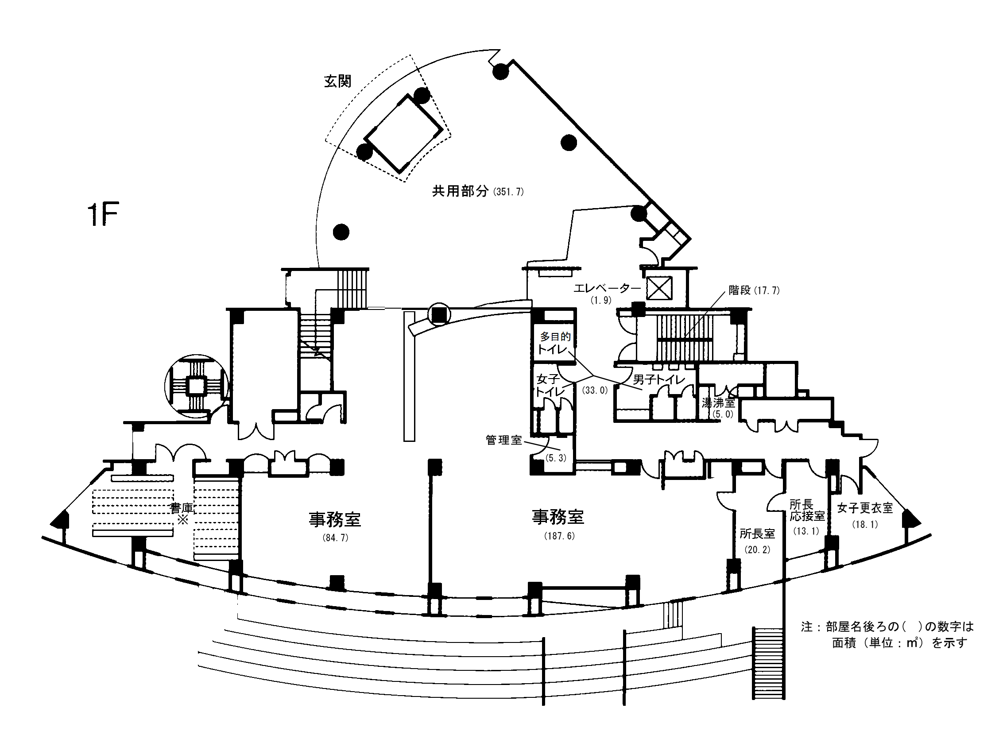 玄関
共用部分 (351.7)
1F
エレベーター
(1.9)
階段 (17.7)
多目的
トイレ
女子
トイレ
(33.0)
男子トイレ
湯沸室
(5.0)
管理室
(5.3)
書庫
※
事務室
(84.7)
事務室
(187.6)
所長室
(20.2)
所長
応接室
(13.1)
女子更衣室
(18.1)
注：部屋名後ろの(　)の数字は
面積（単位：㎡）を示す